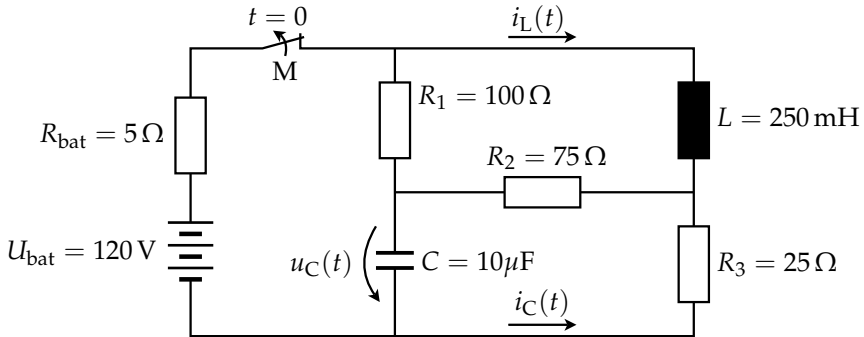 t = 0
i_L(t)
M
R_1 = 100 Ω
R_bat = 5 Ω
L = 250 mH
R_2 = 75 Ω
U_bat = 120 V
u_C(t)
C = 10μF
R_3 = 25 Ω
i_C(t)